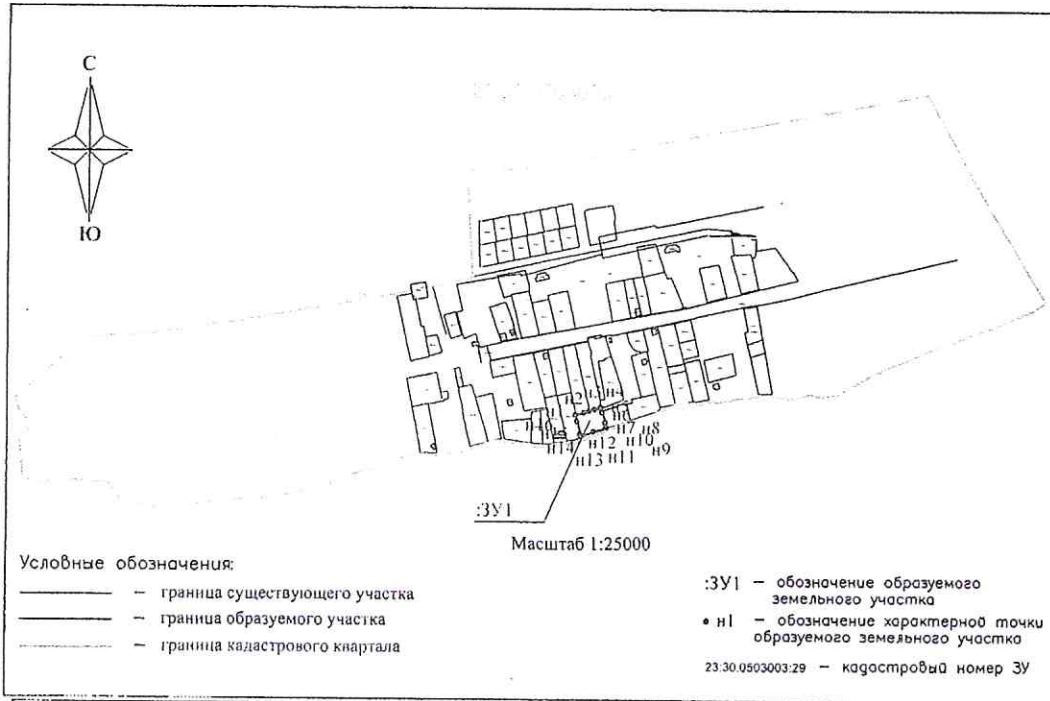 С
Ю
н2 н3 н4
н6
н7 н8
н12 н10
н14 н9
н13 н11
:ЗУ1
Масштаб 1:25000
Условные обозначения:
– граница существующего участка
– граница образуемого участка
– граница кадастрового квартала
:ЗУ1 – обозначение образуемого
земельного участка
• н1 – обозначение характерной точки
образуемого земельного участка
23:30:0503003:29 – кадастровый номер ЗУ